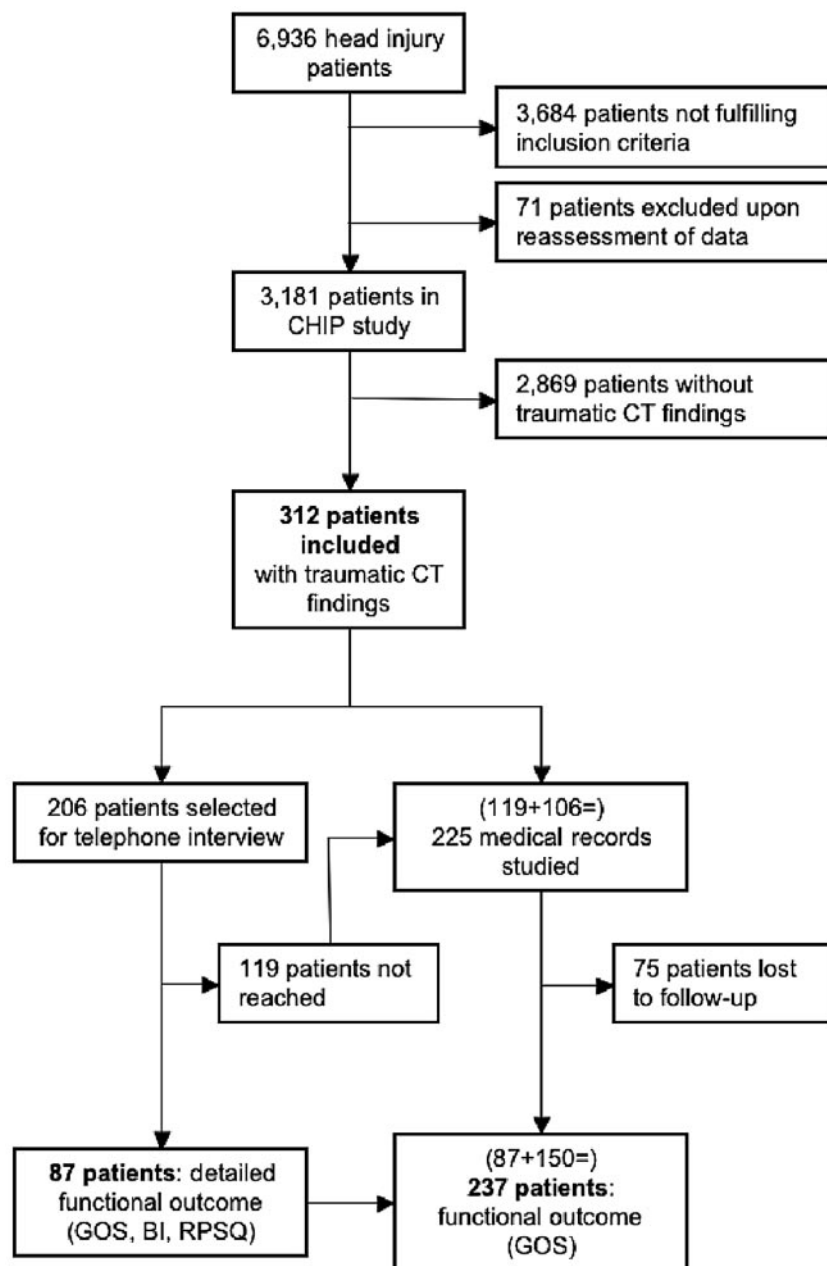 6,936 head injury
patients
3,684 patients not fulfilling
inclusion criteria
71 patients excluded upon
reassessment of data
3,181 patients in
CHIP study
2,869 patients without
traumatic CT findings
312 patients
included
with traumatic CT
findings
206 patients selected
for telephone interview
(119+106=)
225 medical records
studied
119 patients not
reached
75 patients lost
to follow-up
87 patients: detailed
functional outcome
(GOS, BI, RPSQ)
(87+150=)
237 patients:
functional outcome
(GOS)